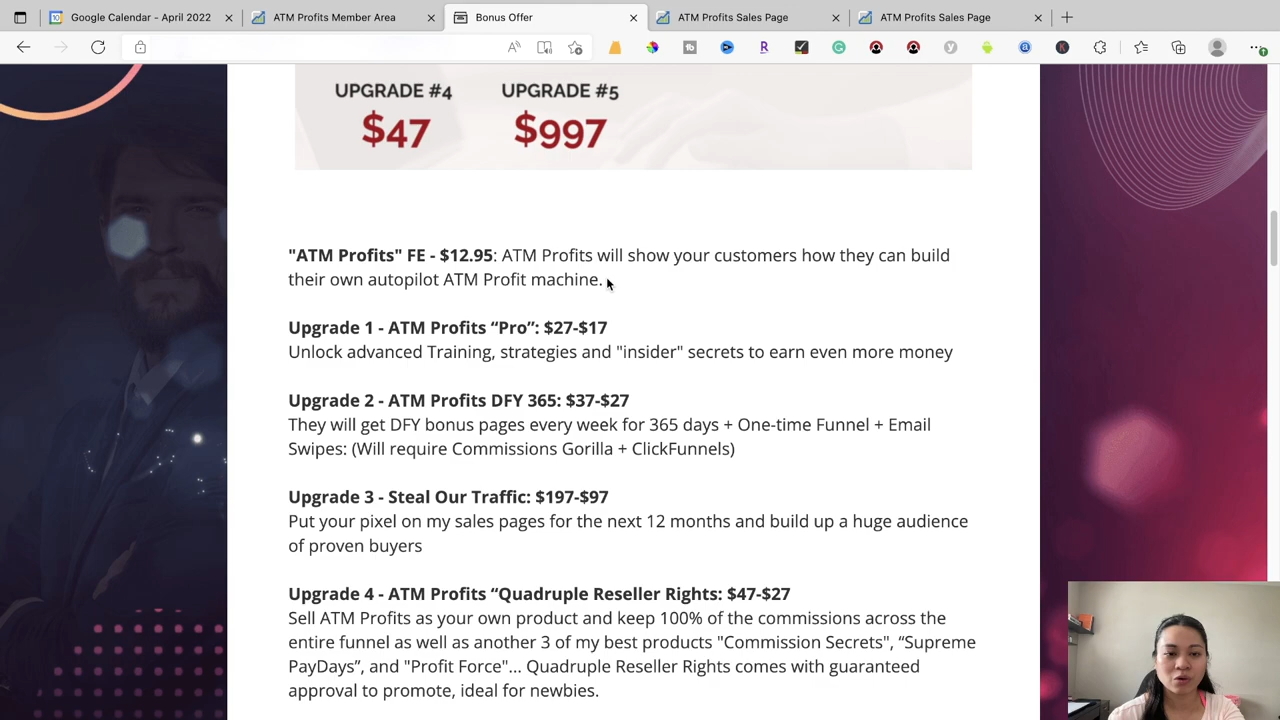 Google Calendar - April 2022
ATM Profits Member Area
Bonus Offer
ATM Profits Sales Page
ATM Profits Sales Page
UPGRADE #4
UPGRADE #5
$47
$997
"ATM Profits" FE - $12.95: ATM Profits will show your customers how they can build
their own autopilot ATM Profit machine.
Upgrade 1 - ATM Profits “Pro”: $27-$17
Unlock advanced Training, strategies and "insider" secrets to earn even more money
Upgrade 2 - ATM Profits DFY 365: $37-$27
They will get DFY bonus pages every week for 365 days + One-time Funnel + Email
Swipes: (Will require Commissions Gorilla + ClickFunnels)
Upgrade 3 - Steal Our Traffic: $197-$97
Put your pixel on my sales pages for the next 12 months and build up a huge audience
of proven buyers
Upgrade 4 - ATM Profits “Quadruple Reseller Rights: $47-$27
Sell ATM Profits as your own product and keep 100% of the commissions across the
entire funnel as well as another 3 of my best products "Commission Secrets", “Supreme
PayDays”, and "Profit Force"... Quadruple Reseller Rights comes with guaranteed
approval to promote, ideal for newbies.